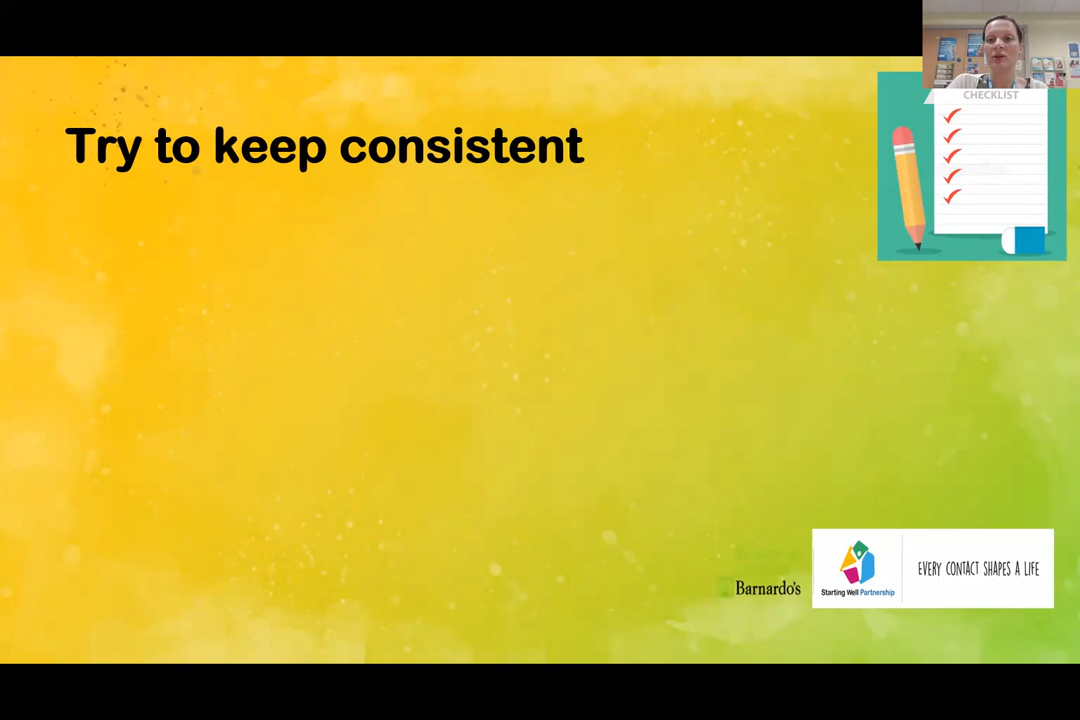 CHECKLIST
Try to keep consistent
Barnardo's
Starting Well Partnership
EVERY CONTACT SHAPES A LIFE